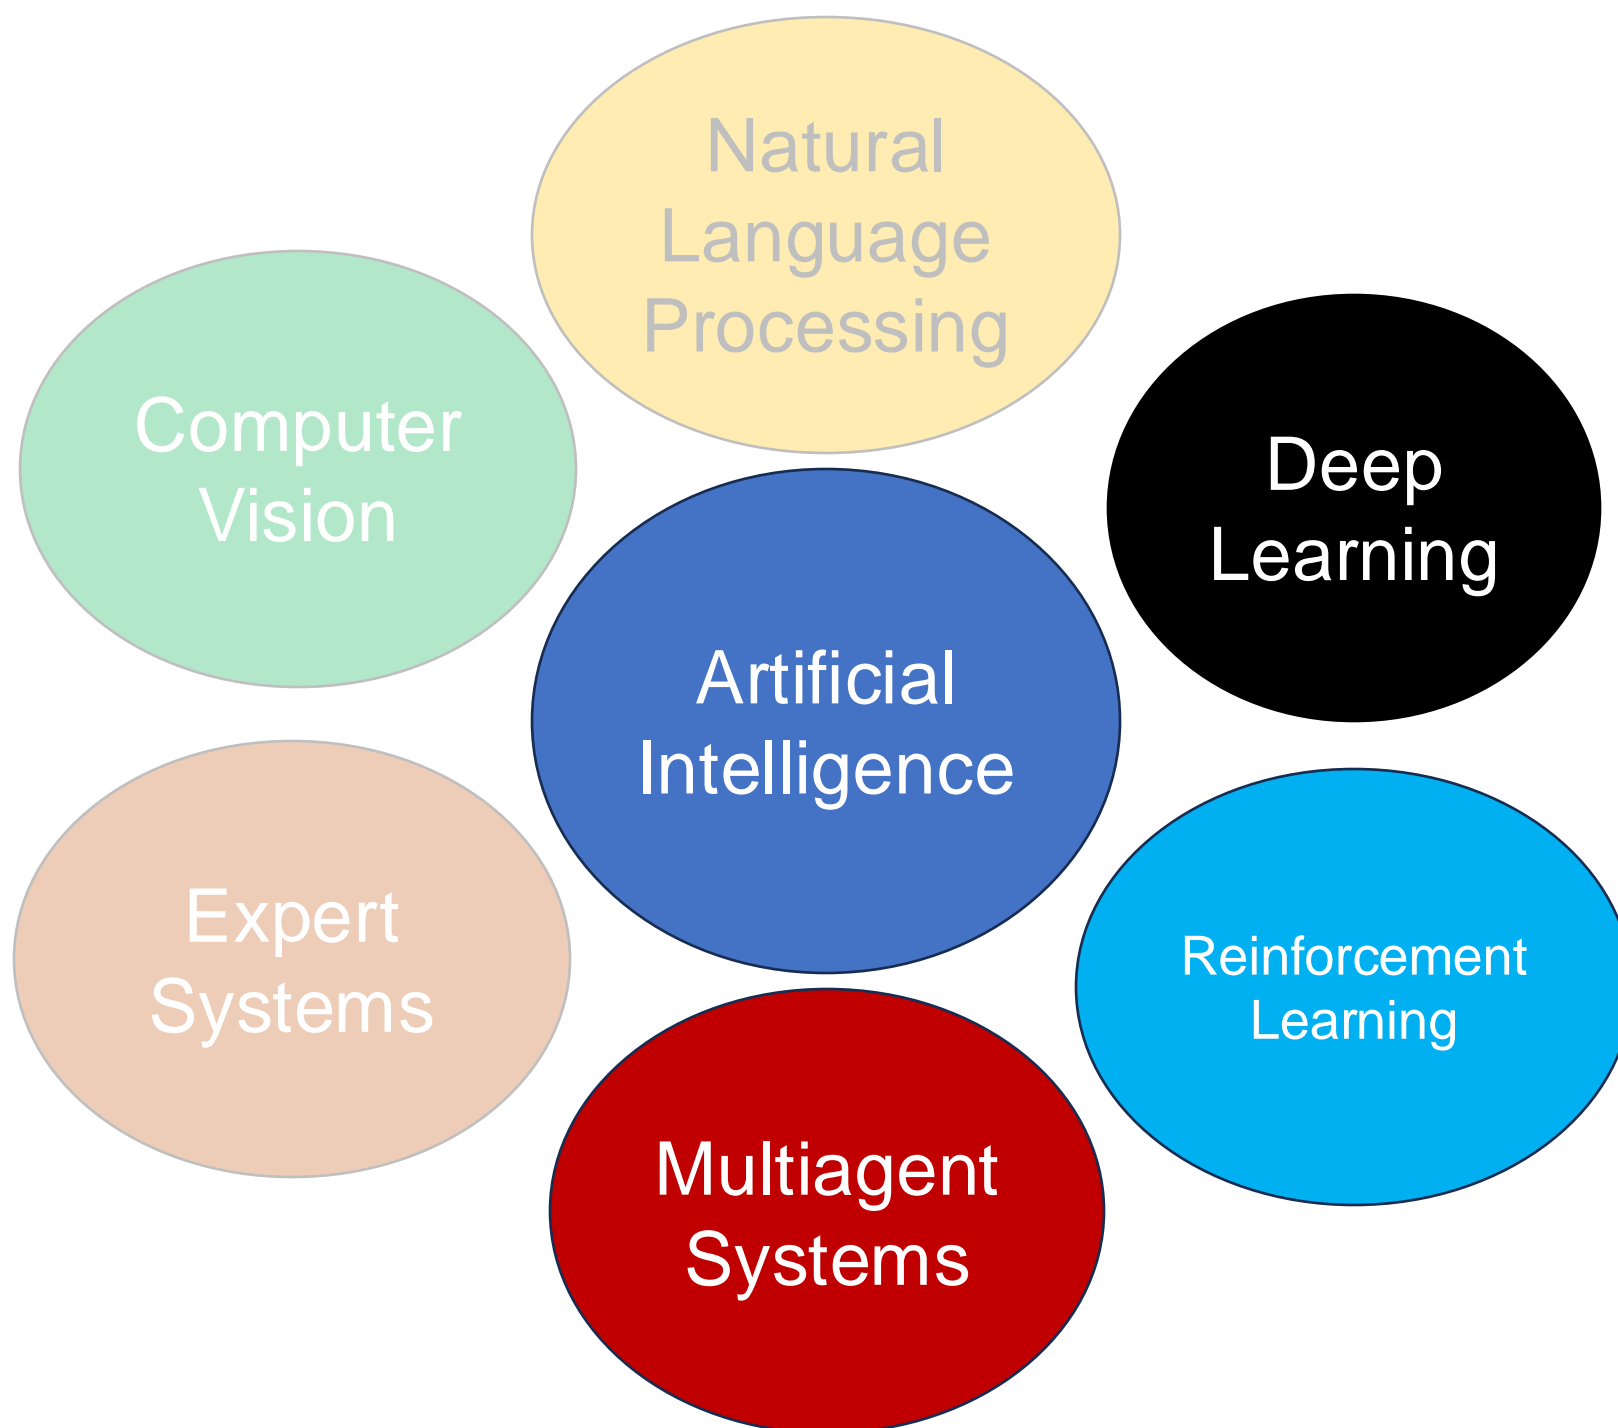 Natural
Language
Processing
Computer
Vision
Deep
Learning
Artificial
Intelligence
Expert
Systems
Reinforcement
Learning
Multiagent
Systems